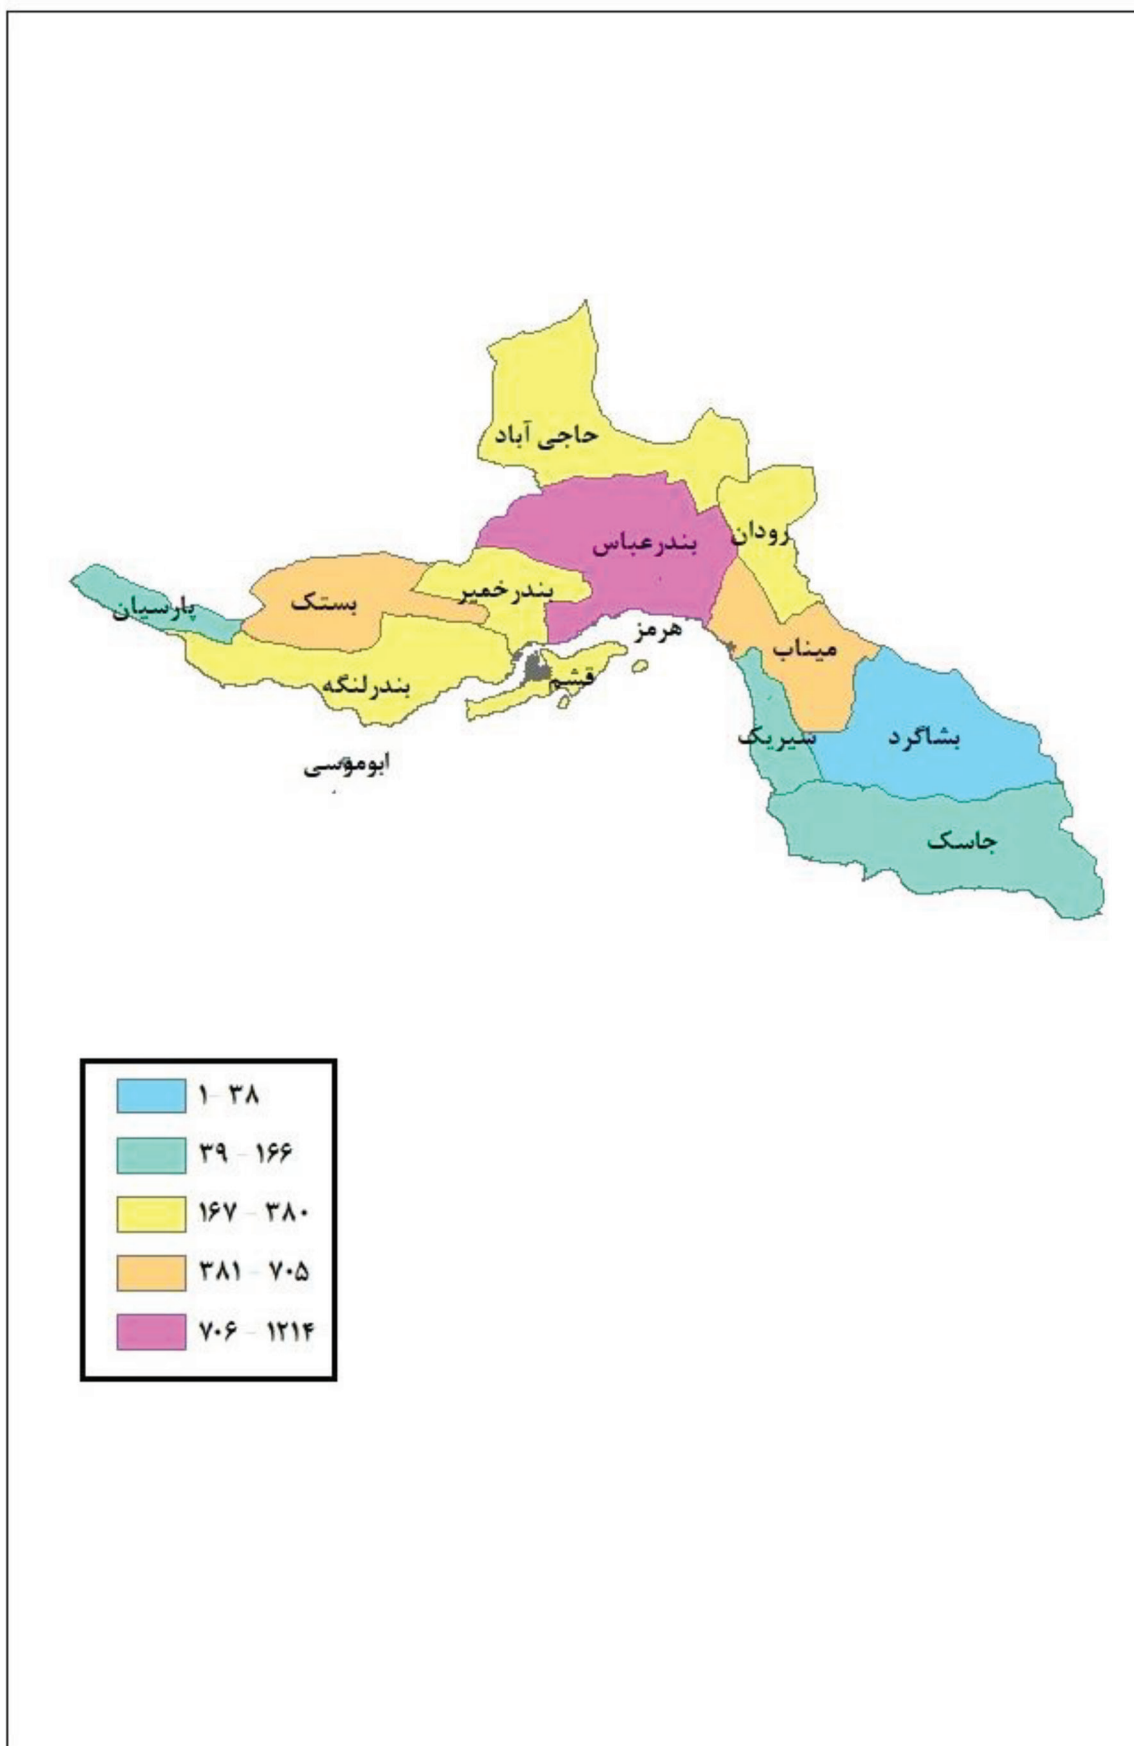 حاجی آباد
رودان
بندرعباس
بندرخمیر
بستک
پارسیان
هرمز
میناب
قشم
بندرلنگه
سیریک
بشاگرد
ابوموسی
جاسک
۱- ۳۸
۳۹ - ۱۶۶
۱۶۷ - ۳۸۰
۳۸۱ - ۷۰۵
۷۰۶ - ۱۲۱۴